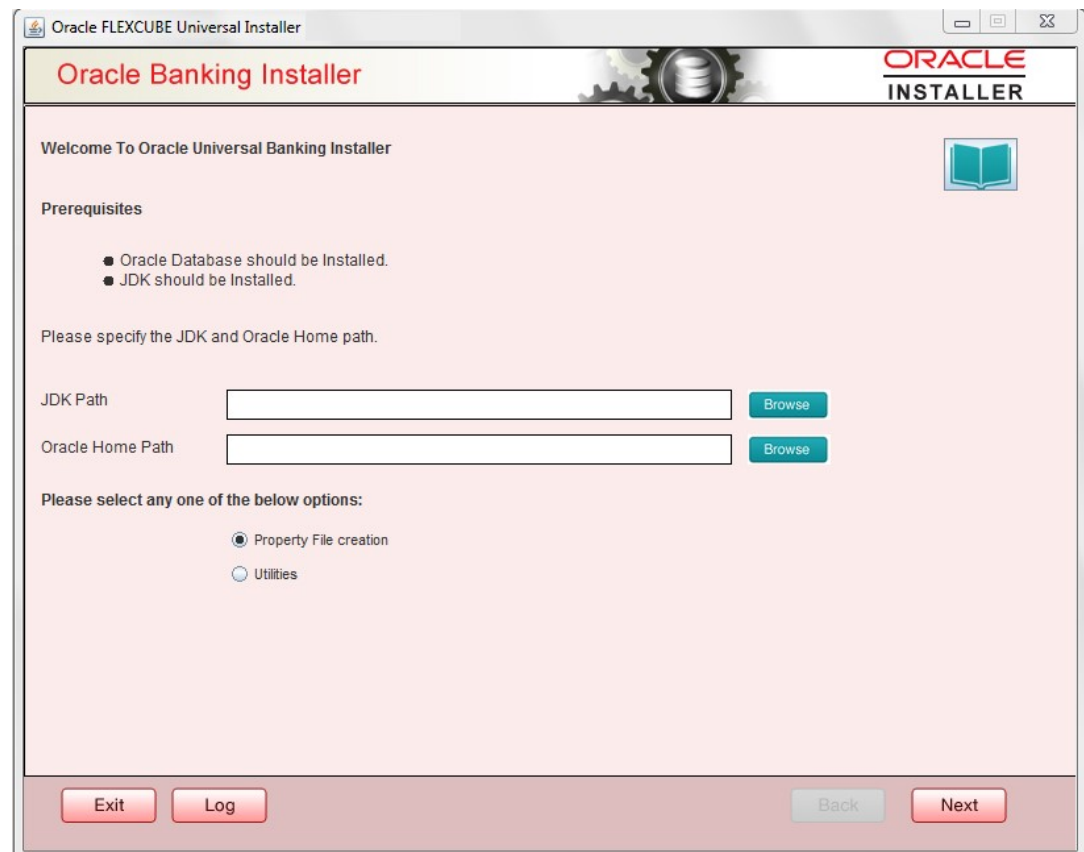 Oracle FLEXCUBE Universal Installer
Oracle Banking Installer
ORACLE
INSTALLER
Welcome To Oracle Universal Banking Installer
Prerequisites
Oracle Database should be Installed.
JDK should be Installed.
Please specify the JDK and Oracle Home path.
JDK Path
Browse
Oracle Home Path
Browse
Please select any one of the below options:
Property File creation
Utilities
Exit
Log
Back
Next